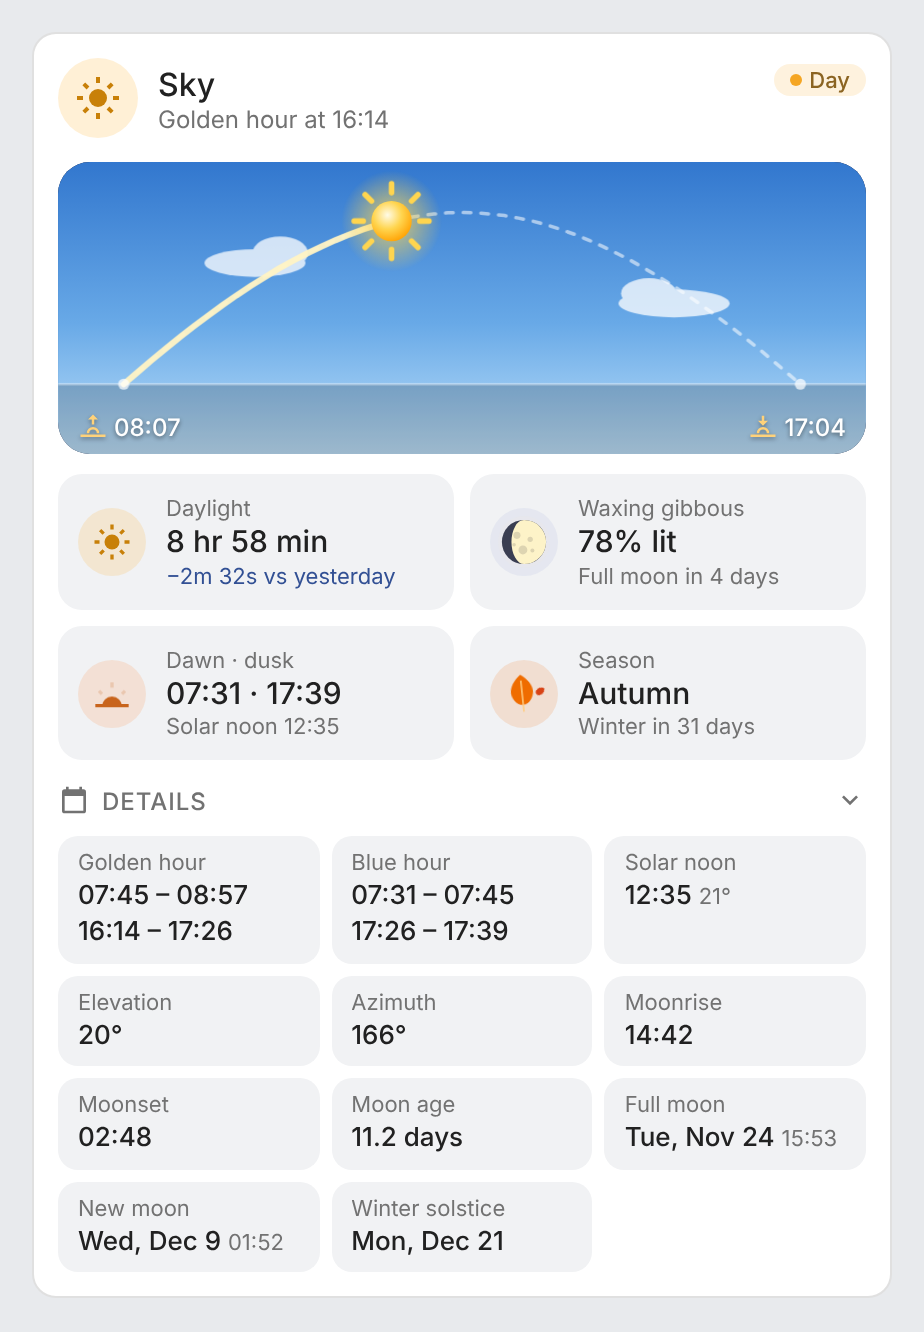 Sky
Golden hour at 16:14
Day
08:07
17:04
Daylight
8 hr 58 min
−2m 32s vs yesterday
Waxing gibbous
78% lit
Full moon in 4 days
Dawn · dusk
07:31 · 17:39
Solar noon 12:35
Season
Autumn
Winter in 31 days
DETAILS
Golden hour
07:45 – 08:57
16:14 – 17:26
Blue hour
07:31 – 07:45
17:26 – 17:39
Solar noon
12:35 21°
Elevation
20°
Azimuth
166°
Moonrise
14:42
Moonset
02:48
Moon age
11.2 days
Full moon
Tue, Nov 24 15:53
New moon
Wed, Dec 9 01:52
Winter solstice
Mon, Dec 21